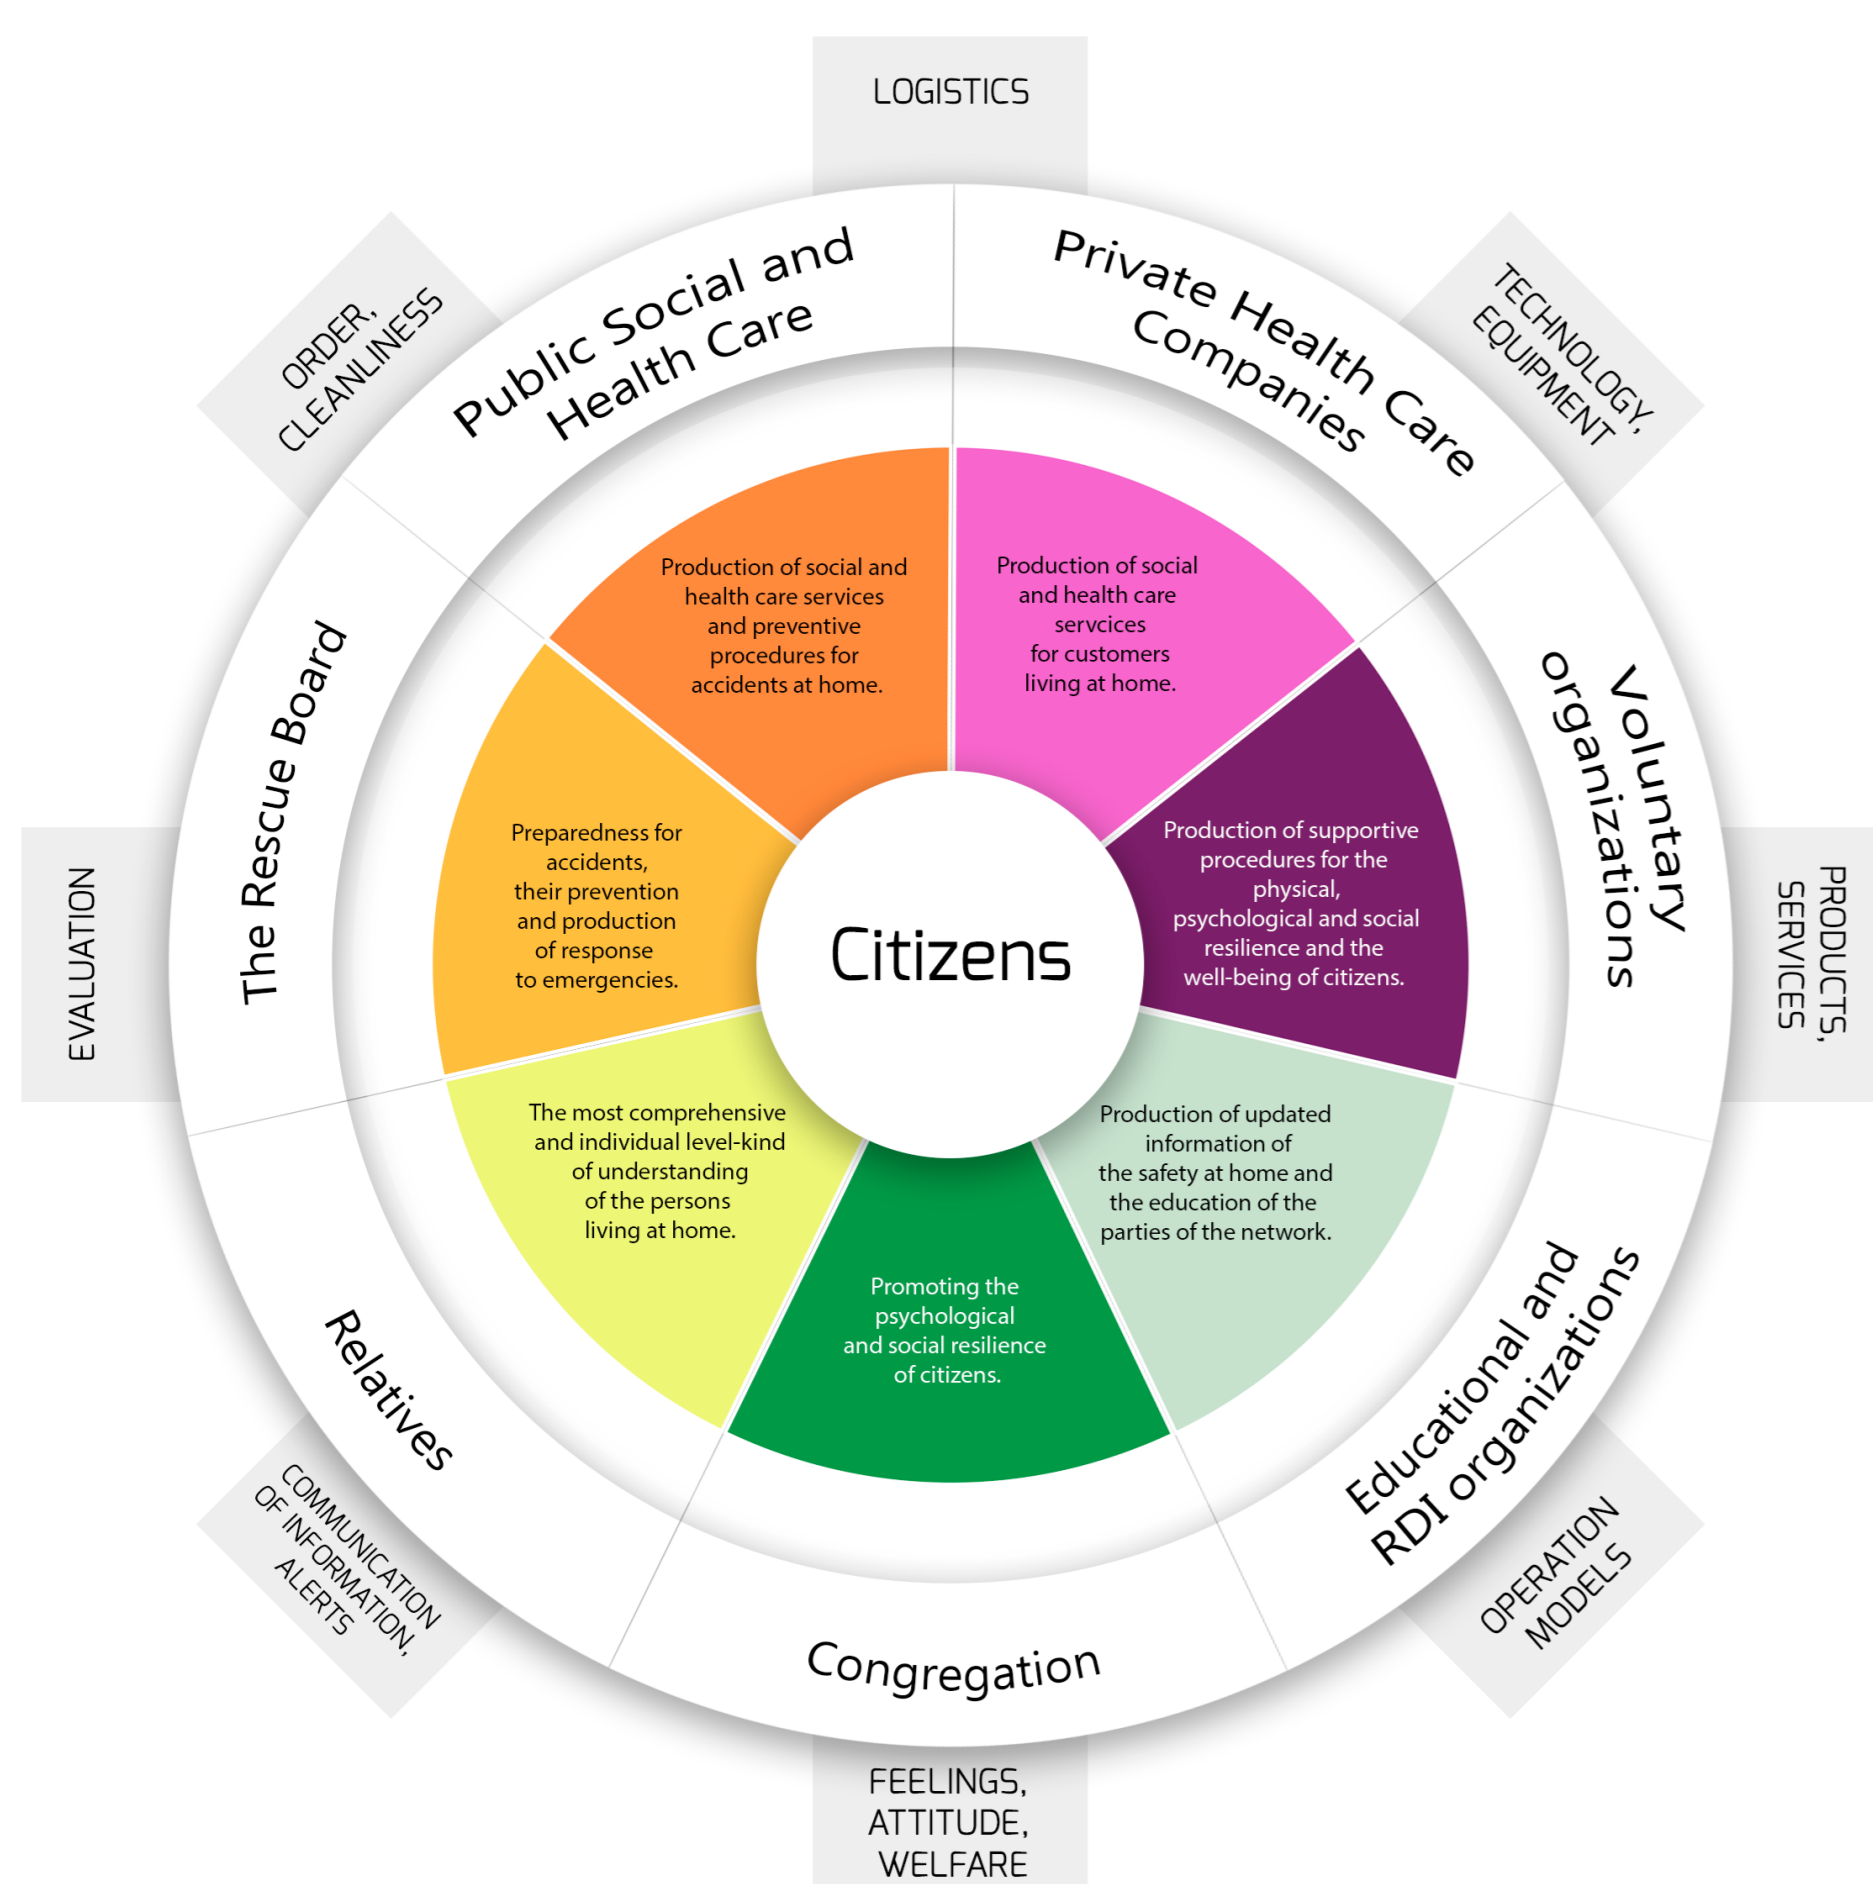 LOGISTICS
ORDER,
CLEANLINESS
TECHNOLOGY,
EQUIPMENT
Public Social and
Health Care
Private Health Care
Companies
The Rescue Board
Voluntary
organizations
EVALUATION
PRODUCTS,
SERVICES
Production of social and
health care services
and preventive
procedures for
accidents at home.
Production of social
and health care
servcices
for customers
living at home.
Preparedness for
accidents,
their prevention
and production
of response
to emergencies.
Citizens
Production of supportive
procedures for the
physical,
psychological and social
resilience and the
well-being of citizens.
The most comprehensive
and individual level-kind
of understanding
of the persons
living at home.
Production of updated
information of
the safety at home and
the education of the
parties of the network.
Promoting the
psychological
and social resilience
of citizens.
Relatives
Educational and
RDI organizations
Congregation
COMMUNICATION
OF INFORMATION,
ALERTS
OPERATION
MODELS
FEELINGS,
ATTITUDE,
WELFARE